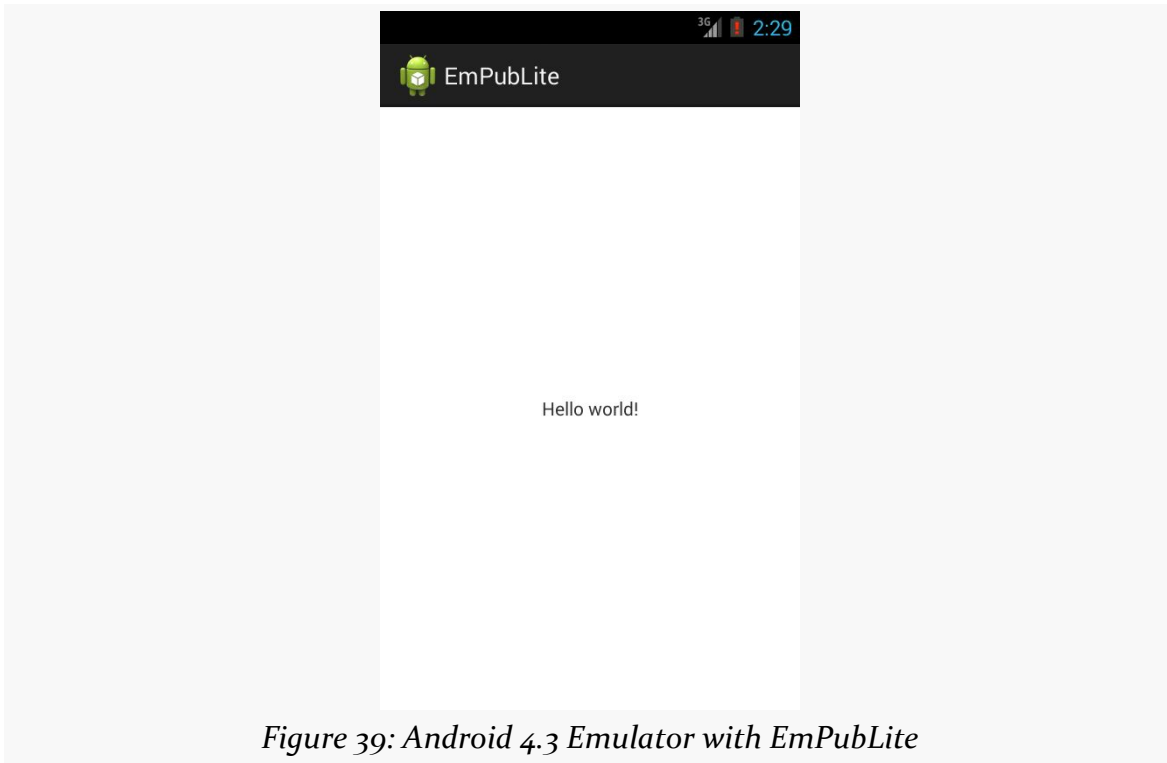 3G 2:29
EmPubLite
Hello world!
Figure 39: Android 4.3 Emulator with EmPubLite